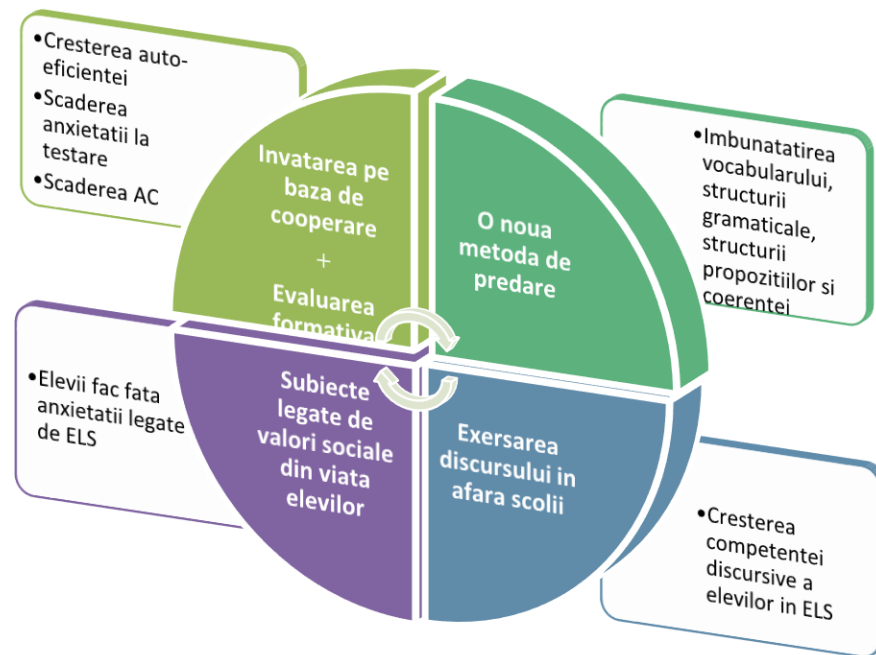 •Cresterea auto-
eficientei
•Scaderea
anxietatii la
testare
•Scaderea AC
Invatarea pe
baza de
cooperare
+
Evaluarea
formativa
O noua
metoda de
predare
•Imbunatatirea
vocabularului,
structurii
gramaticale,
structurii
propozitiilor si
coerentei
•Elevii fac fata
anxietatii legate
de ELS
Subiecte
legate de
valori sociale
din viata
elevilor
Exersarea
discursului in
afara scolii
•Cresterea
competentei
discursive a
elevilor in ELS